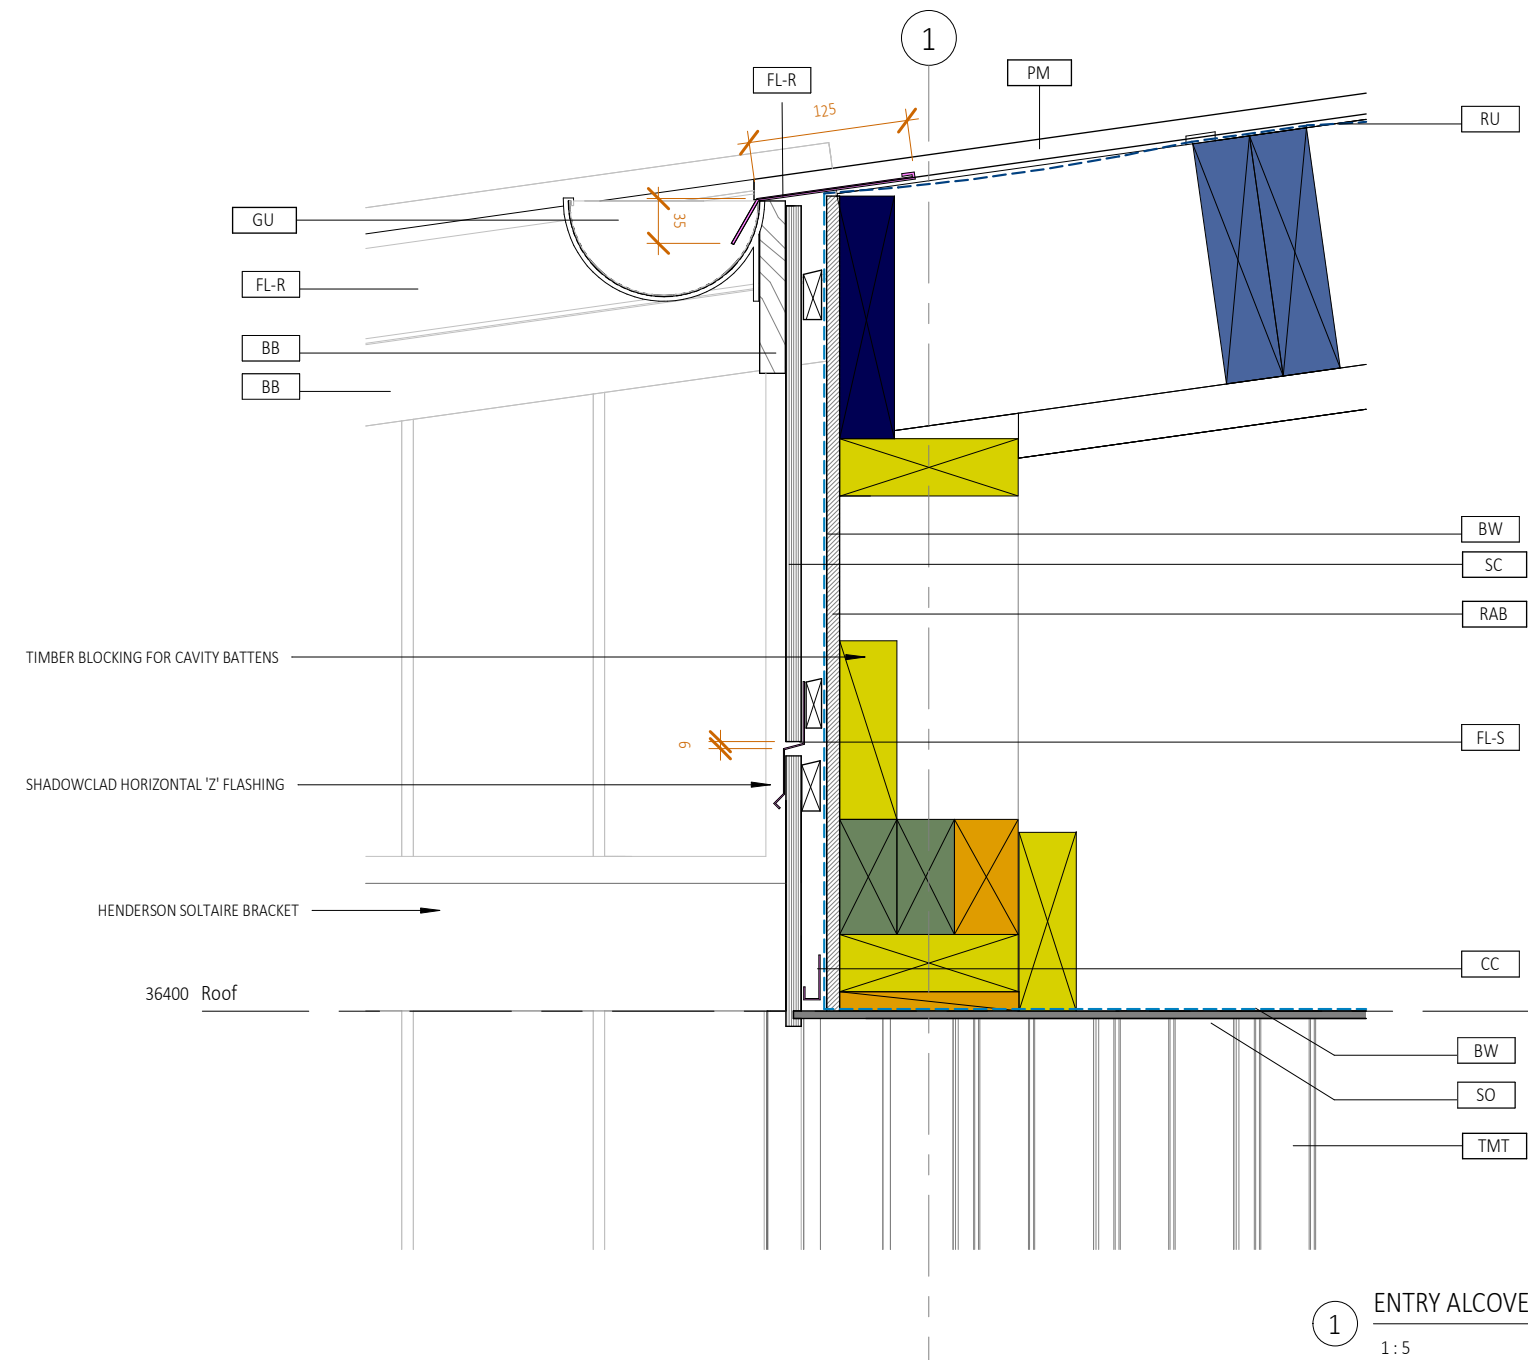 1
FL-R
PM
125
RU
GU
35
FL-R
BB
BB
BW
SC
RAB
TIMBER BLOCKING FOR CAVITY BATTENS
9
FL-S
SHADOWCLAD HORIZONTAL 'Z' FLASHING
HENDERSON SOLTAIRE BRACKET
CC
36400 Roof
BW
SO
TMT
1
ENTRY ALCOVE
1 : 5